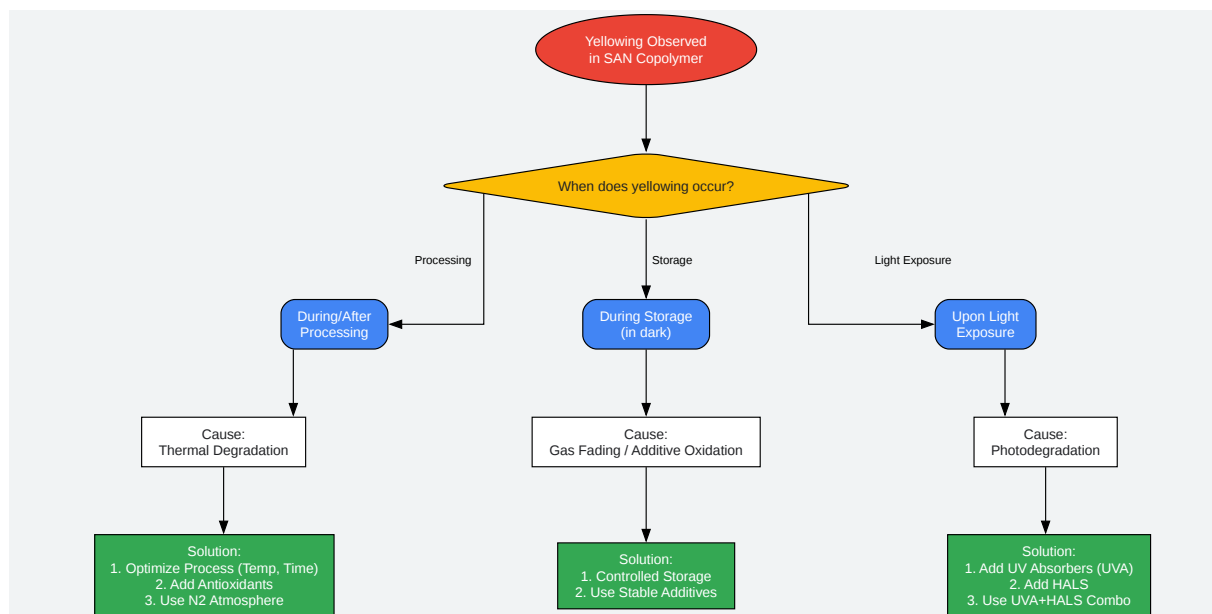 Yellowing Observed
in SAN Copolymer
When does yellowing occur?
Processing
Storage
Light Exposure
During/After
Processing
During Storage
(in dark)
Upon Light
Exposure
Cause:
Thermal Degradation
Cause:
Gas Fading / Additive Oxidation
Cause:
Photodegradation
Solution:
1. Optimize Process (Temp, Time)
2. Add Antioxidants
3. Use N2 Atmosphere
Solution:
1. Controlled Storage
2. Use Stable Additives
Solution:
1. Add UV Absorbers (UVA)
2. Add HALS
3. Use UVA+HALS Combo